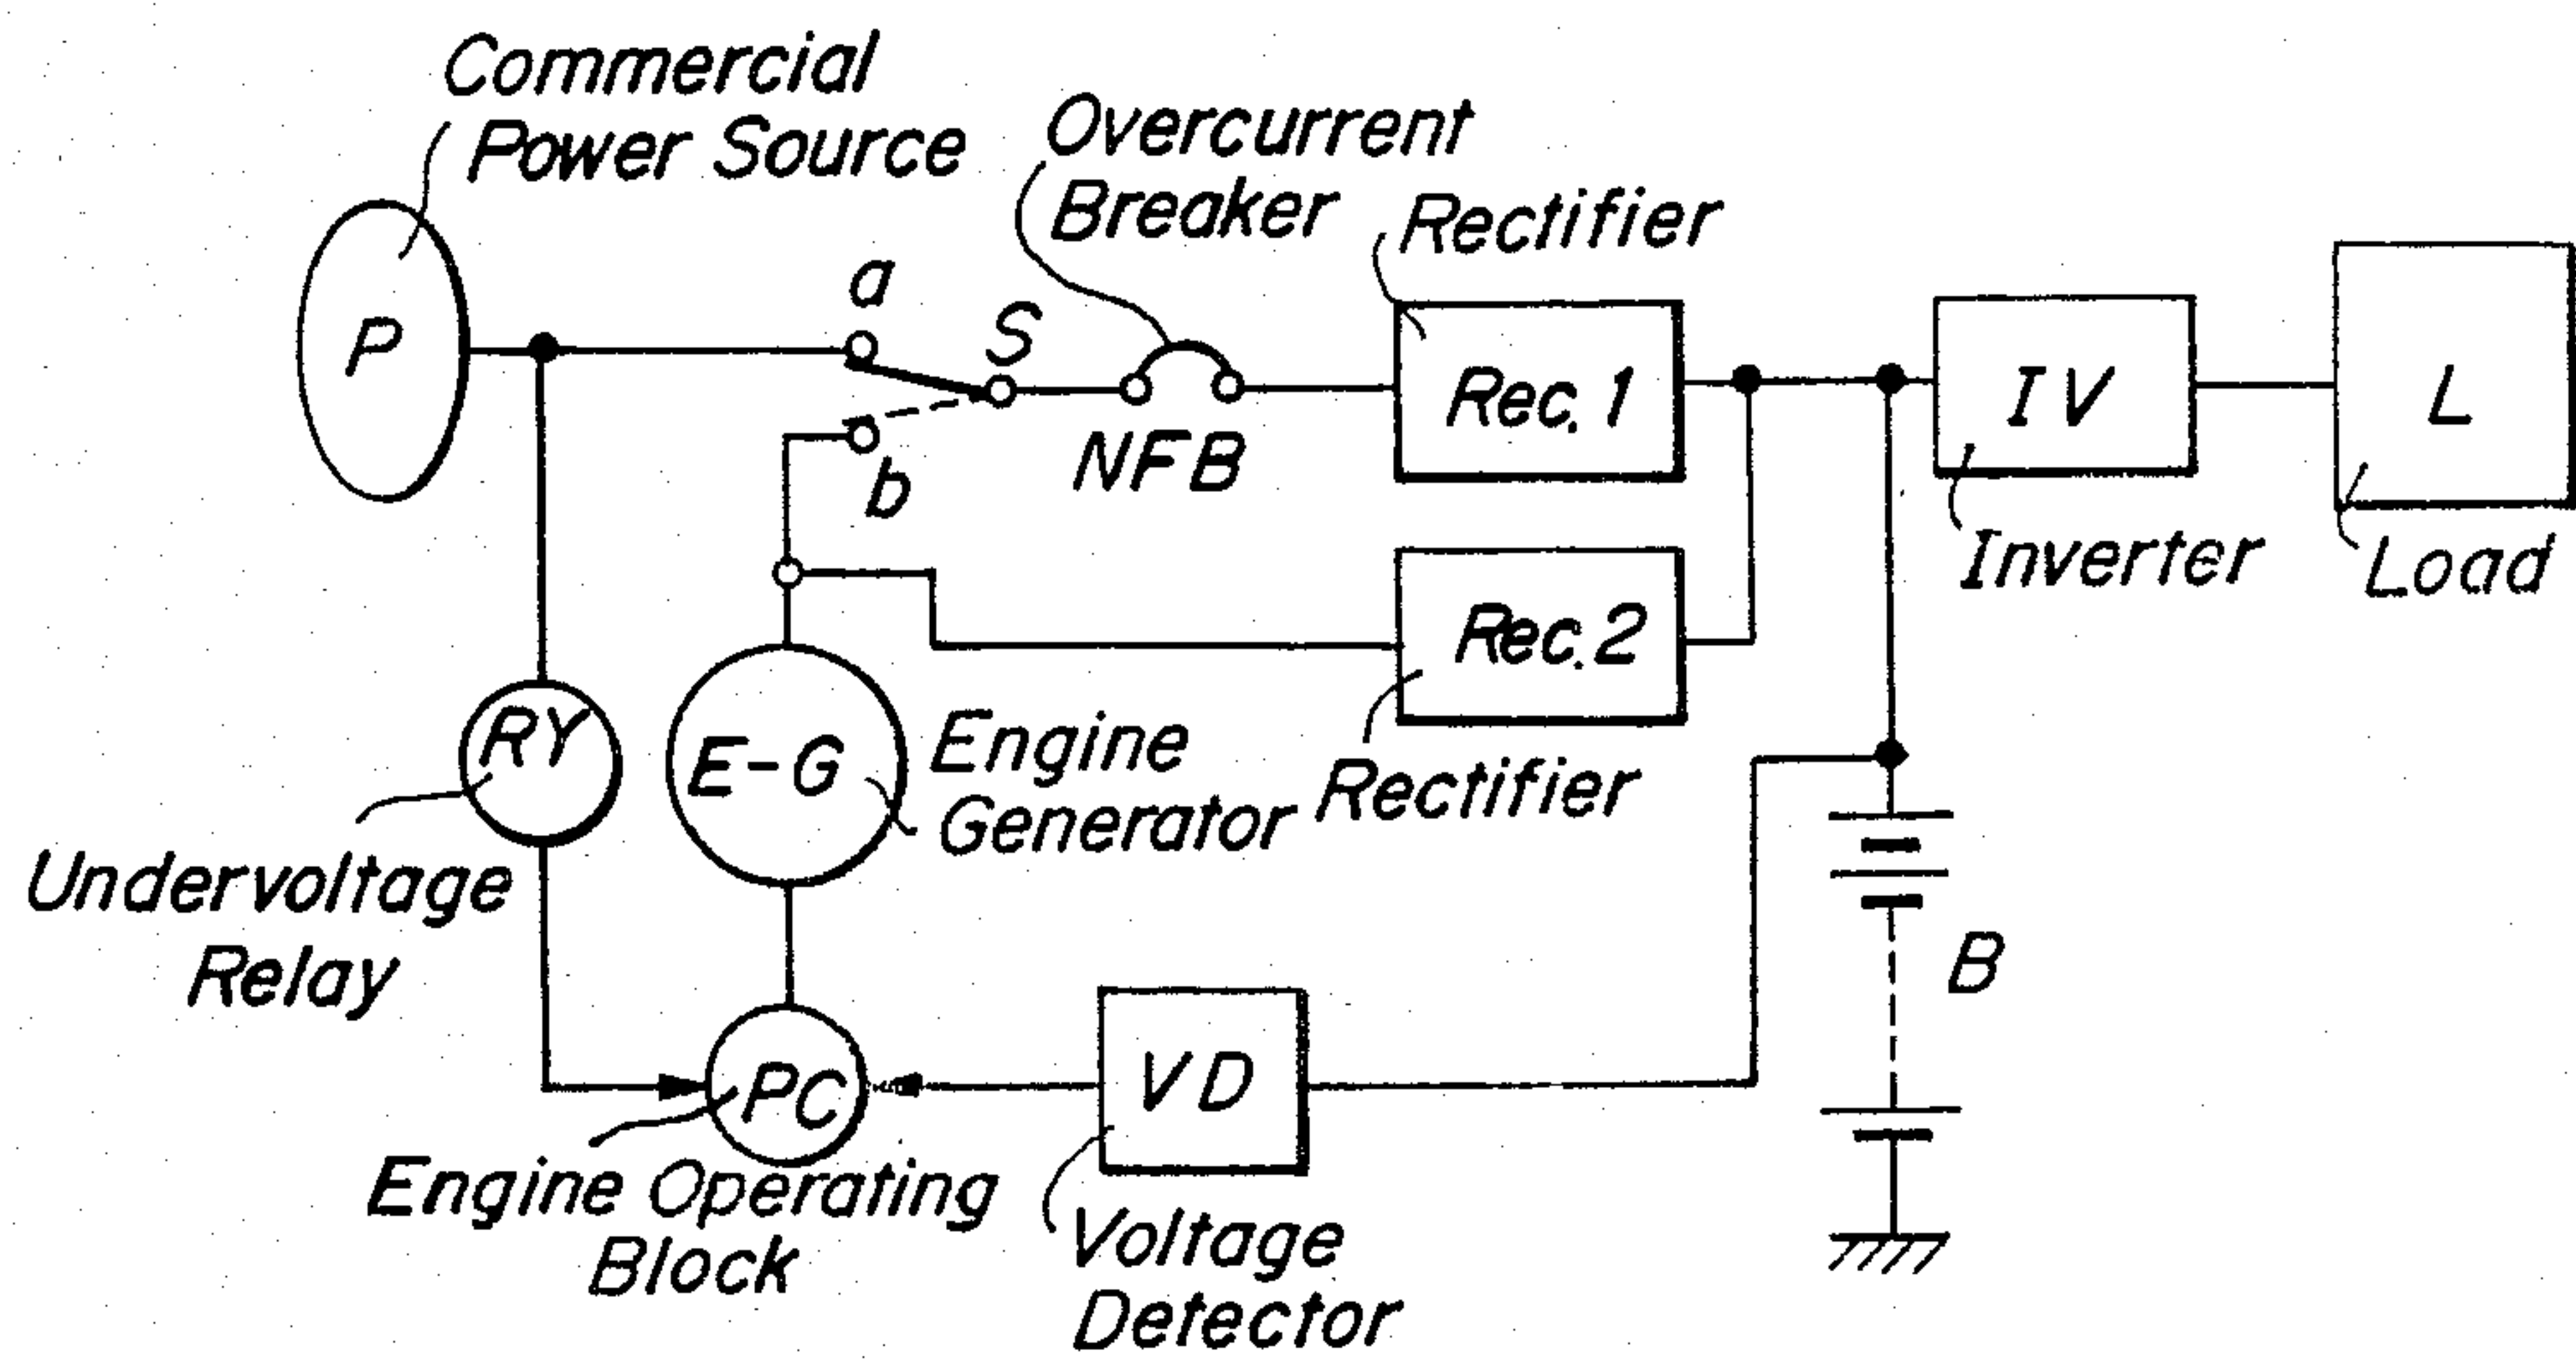 Commercial
Power Source
Overcurrent
Breaker
Rectifier
a
S
P
Rec. 1
IV
L
b
NFB
Inverter
Load
Rec. 2
RY
E-G
Engine
Generator
Rectifier
Undervoltage
Relay
B
PC
VD
Engine Operating
Block
Voltage
Detector